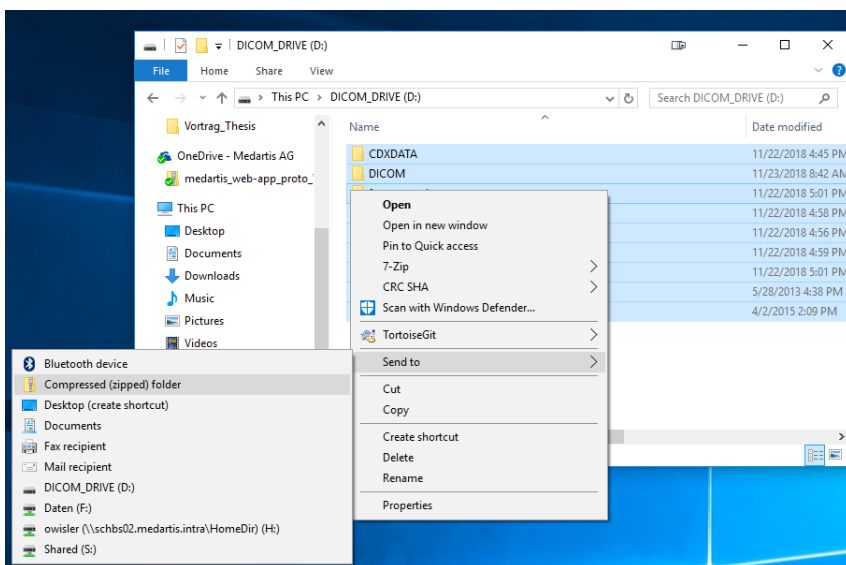 DICOM_DRIVE (D:)
File Home Share View
This PC > DICOM_DRIVE (D:)
Search DICOM_DRIVE (D:)
Vortrag_Thesis
OneDrive - Medartis AG
medartis_web-app_proto_
This PC
Desktop
Documents
Downloads
Music
Pictures
Videos
Name Date modified
CDXDATA 11/22/2018 4:45 PM
DICOM 11/23/2018 8:42 AM
11/22/2018 5:01 PM
11/22/2018 4:58 PM
11/22/2018 4:56 PM
11/22/2018 4:59 PM
11/22/2018 5:01 PM
5/28/2013 4:38 PM
4/2/2015 2:09 PM
Open
Open in new window
Pin to Quick access
7-Zip
CRC SHA
Scan with Windows Defender...
TortoiseGit
Send to
Cut
Copy
Create shortcut
Delete
Rename
Properties
Bluetooth device
Compressed (zipped) folder
Desktop (create shortcut)
Documents
Fax recipient
Mail recipient
DICOM_DRIVE (D:)
Daten (F:)
owisler (\\schbs02.medartis.intra\HomeDir) (H:)
Shared (S:)